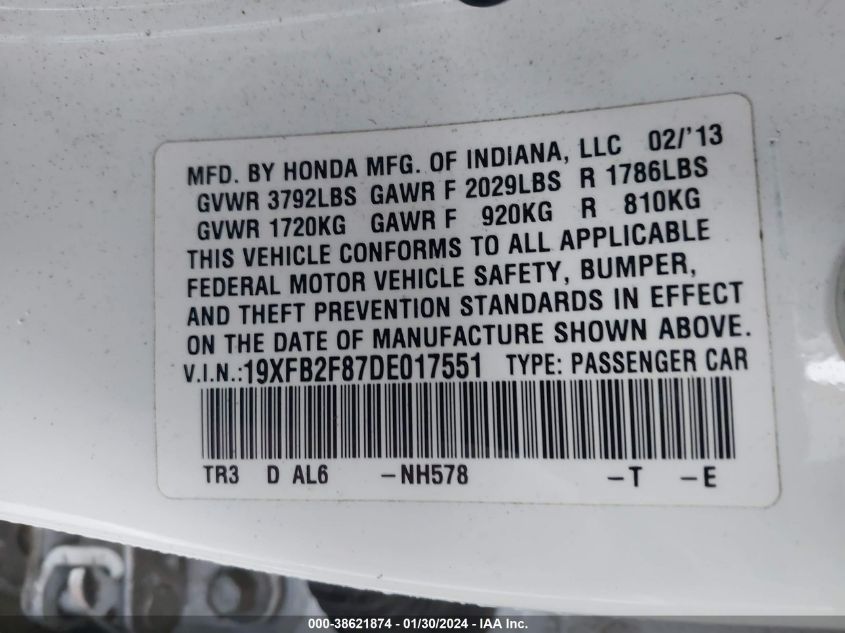 MFD. BY HONDA MFG. OF INDIANA, LLC 02/'13
GVWR 3792LBS GAWR F 2029LBS R 1786LBS
GVWR 1720KG GAWR F 920KG R 810KG
THIS VEHICLE CONFORMS TO ALL APPLICABLE
FEDERAL MOTOR VEHICLE SAFETY, BUMPER,
AND THEFT PREVENTION STANDARDS IN EFFECT
ON THE DATE OF MANUFACTURE SHOWN ABOVE.
V.I.N.:19XFB2F87DE017551 TYPE: PASSENGER CAR
TR3 D AL6 -NH578 -T -E
000-38621874 - 01/30/2024 - IAA Inc.